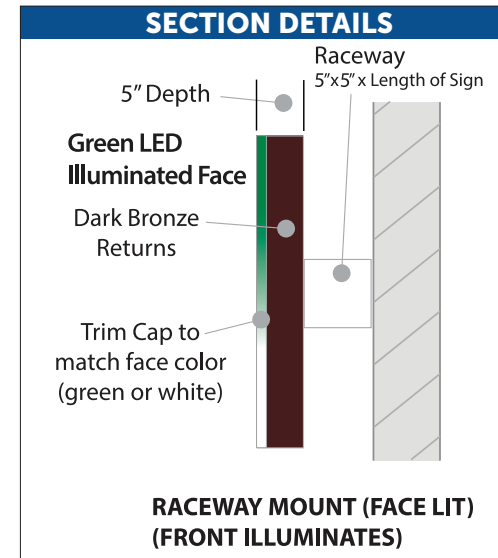 SECTION DETAILS
Raceway
5”x5” x Length of Sign
5” Depth
Green LED
Illuminated Face
Dark Bronze
Returns
Trim Cap to
match face color
(green or white)
RACEWAY MOUNT (FACE LIT)
(FRONT ILLUMINATES)